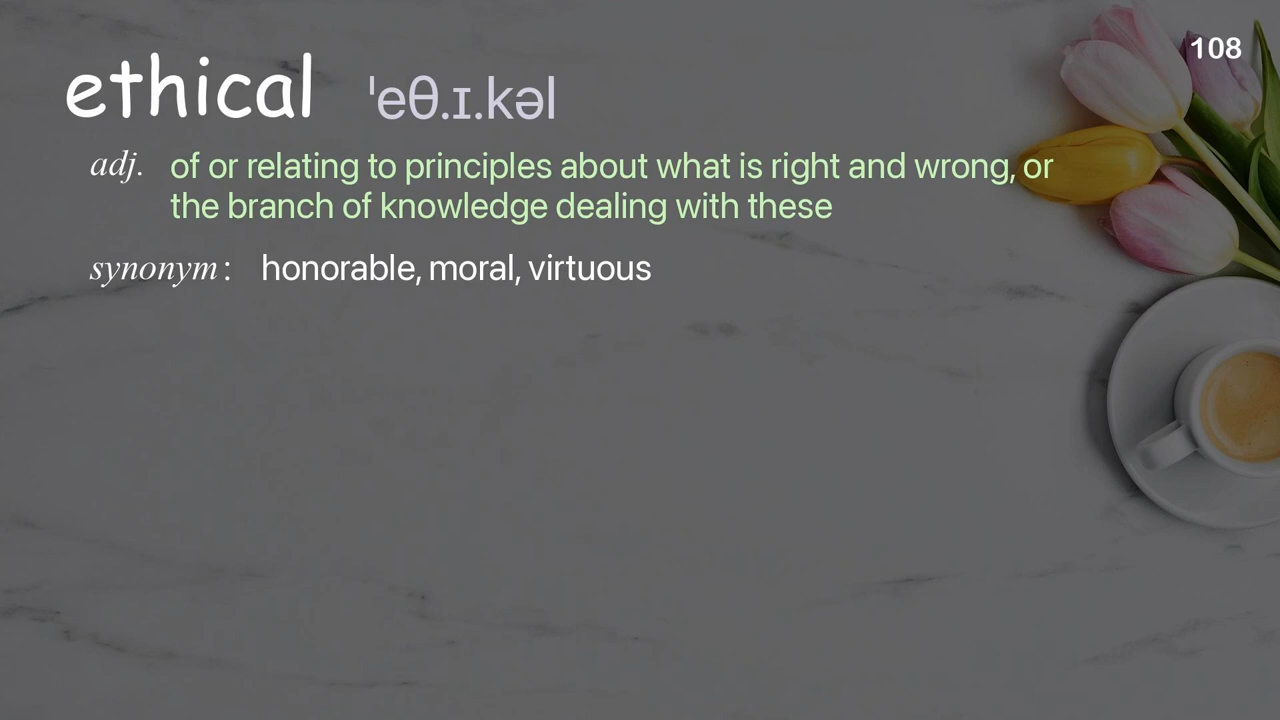 108
ethical ˈeθ.ɪ.kəl
adj. of or relating to principles about what is right and wrong, or
the branch of knowledge dealing with these
synonym: honorable, moral, virtuous